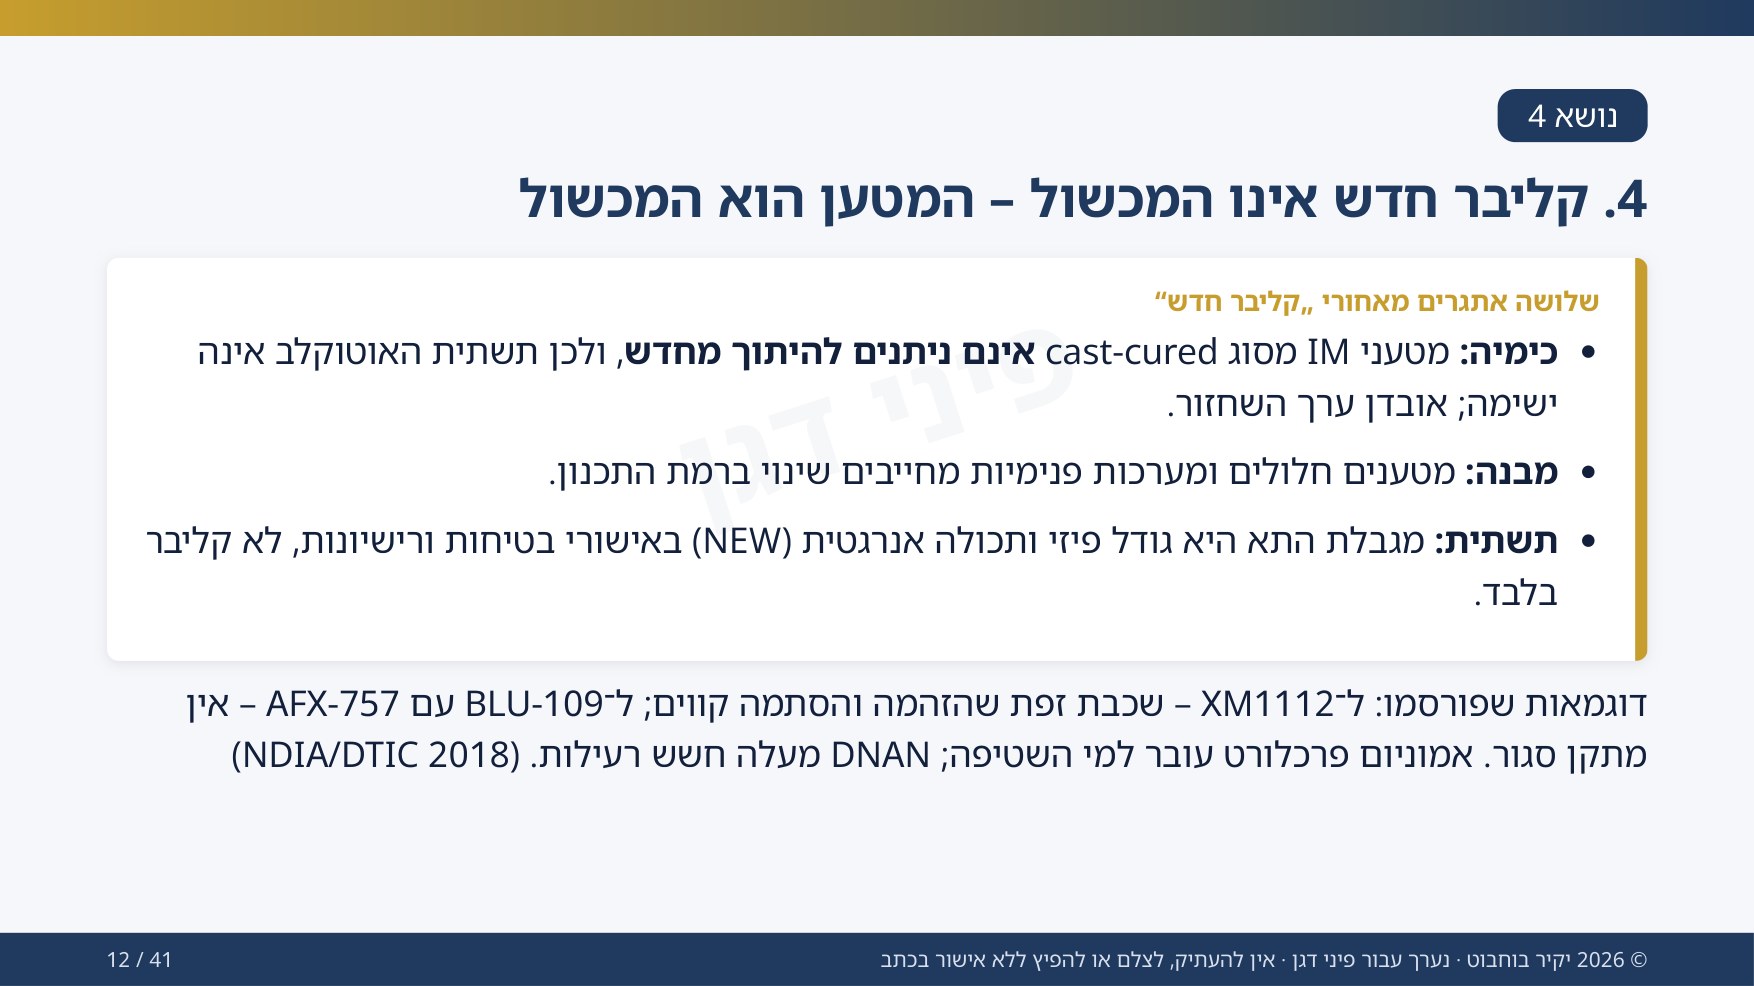 נושא 4
4. קליבר חדש אינו המכשול – המטען הוא המכשול
שלושה אתגרים מאחורי „קליבר חדש“
• כימיה: מטעני IM מסוג cast-cured אינם ניתנים להיתוך מחדש, ולכן תשתית האוטוקלב אינה
ישימה; אובדן ערך השחזור.
• מבנה: מטענים חלולים ומערכות פנימיות מחייבים שינוי ברמת התכנון.
• תשתית: מגבלת התא היא גודל פיזי ותכולה אנרגטית (NEW) באישורי בטיחות ורישיונות, לא קליבר
בלבד.
פיני דגן
דוגמאות שפורסמו: ל־XM1112 – שכבת זפת שהזהמה והסתמה קווים; ל־BLU-109 עם AFX-757 – אין
מתקן סגור. אמוניום פרכלורט עובר למי השטיפה; DNAN מעלה חשש רעילות. (NDIA/DTIC 2018)
© 2026 יקיר בוחבוט · נערך עבור פיני דגן · אין להעתיק, לצלם או להפיץ ללא אישור בכתב
12 / 41